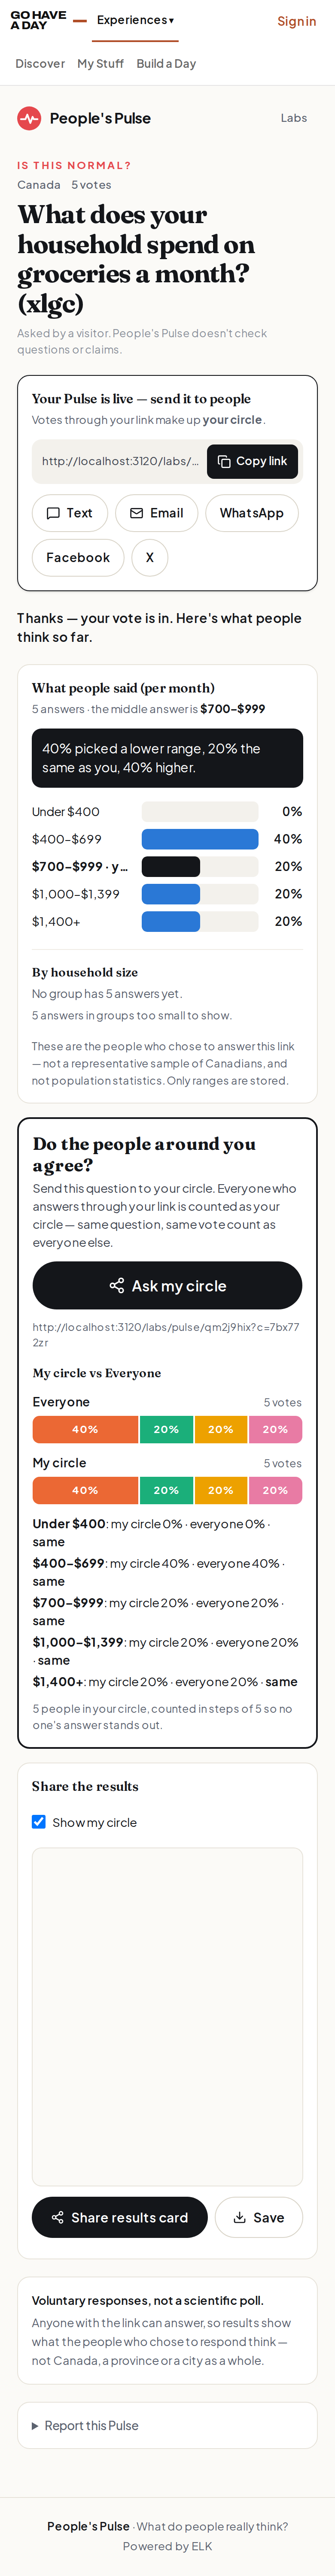 GO HAVE
A DAY
Experiences ▾
Sign in
Discover My Stuff Build a Day
People's Pulse
Labs
IS THIS NORMAL?
Canada 5 votes
What does your
household spend on
groceries a month?
(xlgc)
Asked by a visitor. People's Pulse doesn't check
questions or claims.
Your Pulse is live — send it to people
Votes through your link make up your circle.
http://localhost:3120/labs/…
Copy link
Text
Email
WhatsApp
Facebook
X
Thanks — your vote is in. Here's what people
think so far.
What people said (per month)
5 answers · the middle answer is $700–$999
40% picked a lower range, 20% the
same as you, 40% higher.
Under $400 0%
$400–$699 40%
$700–$999 · y… 20%
$1,000–$1,399 20%
$1,400+ 20%
By household size
No group has 5 answers yet.
5 answers in groups too small to show.
These are the people who chose to answer this link
— not a representative sample of Canadians, and
not population statistics. Only ranges are stored.
Do the people around you
agree?
Send this question to your circle. Everyone who
answers through your link is counted as your
circle — same question, same vote count as
everyone else.
Ask my circle
http://localhost:3120/labs/pulse/qm2j9hix?c=7bx77
2zr
My circle vs Everyone
Everyone 5 votes
40% 20% 20% 20%
My circle 5 votes
40% 20% 20% 20%
Under $400: my circle 0% · everyone 0% ·
same
$400–$699: my circle 40% · everyone 40% ·
same
$700–$999: my circle 20% · everyone 20% ·
same
$1,000–$1,399: my circle 20% · everyone 20%
· same
$1,400+: my circle 20% · everyone 20% · same
5 people in your circle, counted in steps of 5 so no
one's answer stands out.
Share the results
Show my circle
Share results card
Save
Voluntary responses, not a scientific poll.
Anyone with the link can answer, so results show
what the people who chose to respond think —
not Canada, a province or a city as a whole.
Report this Pulse
People's Pulse · What do people really think?
Powered by ELK